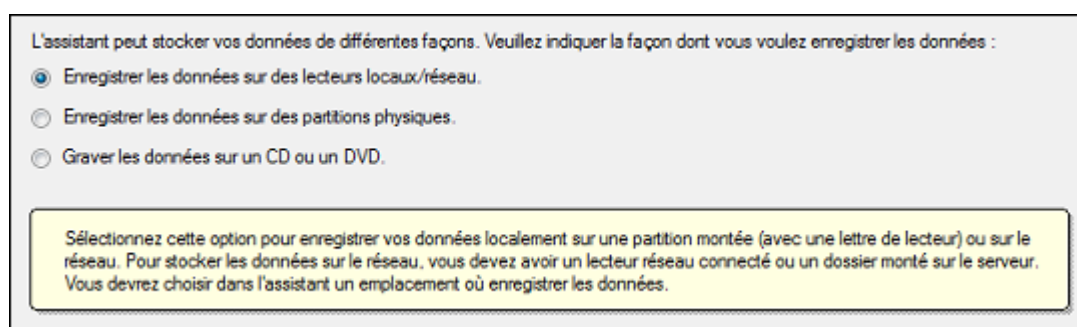 L'assistant peut stocker vos données de différentes façons. Veuillez indiquer la façon dont vous voulez enregistrer les données :
Enregistrer les données sur des lecteurs locaux/réseau.
Enregistrer les données sur des partitions physiques.
Graver les données sur un CD ou un DVD.
Sélectionnez cette option pour enregistrer vos données localement sur une partition montée (avec une lettre de lecteur) ou sur le
réseau. Pour stocker les données sur le réseau, vous devez avoir un lecteur réseau connecté ou un dossier monté sur le serveur.
Vous devrez choisir dans l'assistant un emplacement où enregistrer les données.